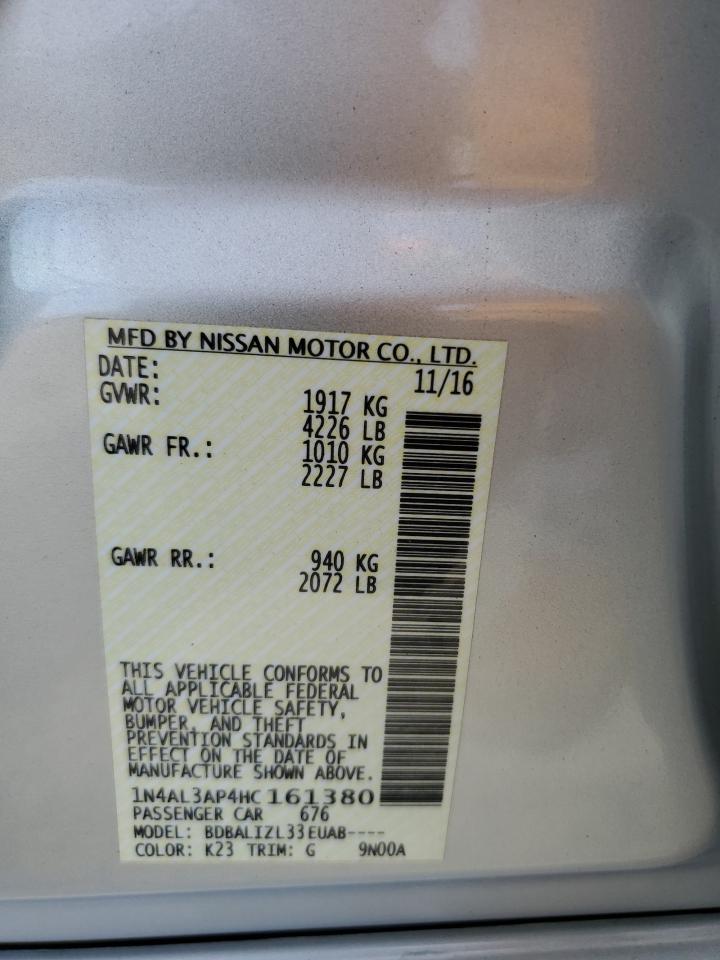 MFD BY NISSAN MOTOR CO., LTD.
DATE: 11/16
GVWR: 1917 KG
4226 LB
GAWR FR.: 1010 KG
2227 LB
GAWR RR.: 940 KG
2072 LB
THIS VEHICLE CONFORMS TO
ALL APPLICABLE FEDERAL
MOTOR VEHICLE SAFETY,
BUMPER, AND THEFT
PREVENTION STANDARDS IN
EFFECT ON THE DATE OF
MANUFACTURE SHOWN ABOVE.
1N4AL3AP4HC161380
PASSENGER CAR 676
MODEL: BDBALIZL33EUAB----
COLOR: K23 TRIM: G 9N00A